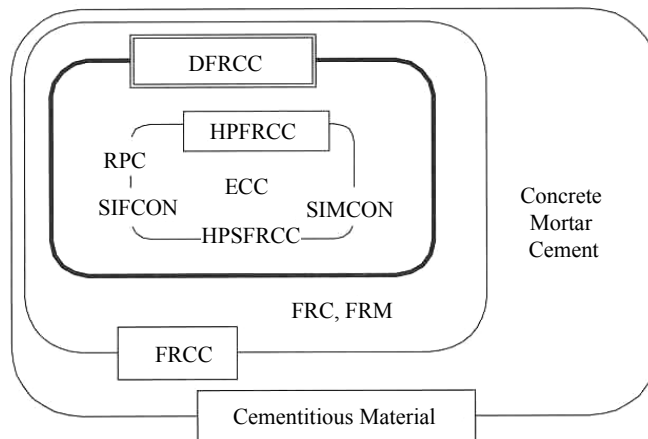 DFRCC
HPFRCC
RPC
ECC
SIFCON
SIMCON
HPSFRCC
Concrete
Mortar
Cement
FRC, FRM
FRCC
Cementitious Material